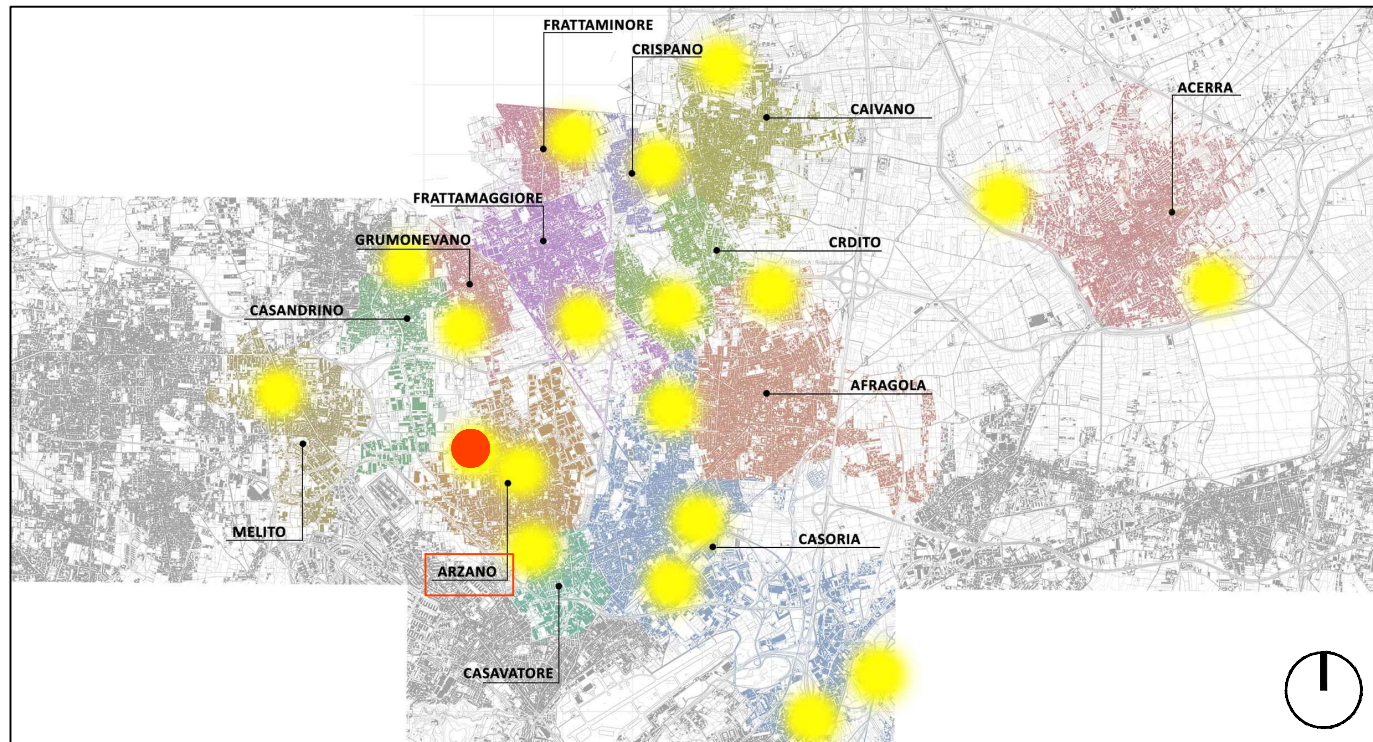 FRATTAMINORE
CRISPANO
ACERRA
CAIVANO
FRATTAMAGGIORE
GRUMONEVANO
CRDITO
CASANDRINO
AFRAGOLA
MELITO
CASORIA
ARZANO
CASAVATORE